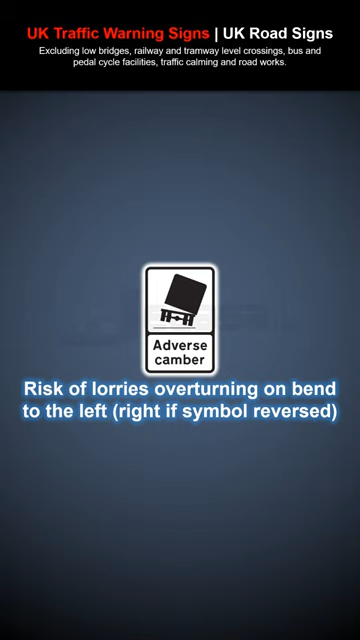 UK Traffic Warning Signs | UK Road Signs
Excluding low bridges, railway and tramway level crossings, bus and
pedal cycle facilities, traffic calming and road works.
Adverse
camber
Risk of lorries overturning on bend
to the left (right if symbol reversed)